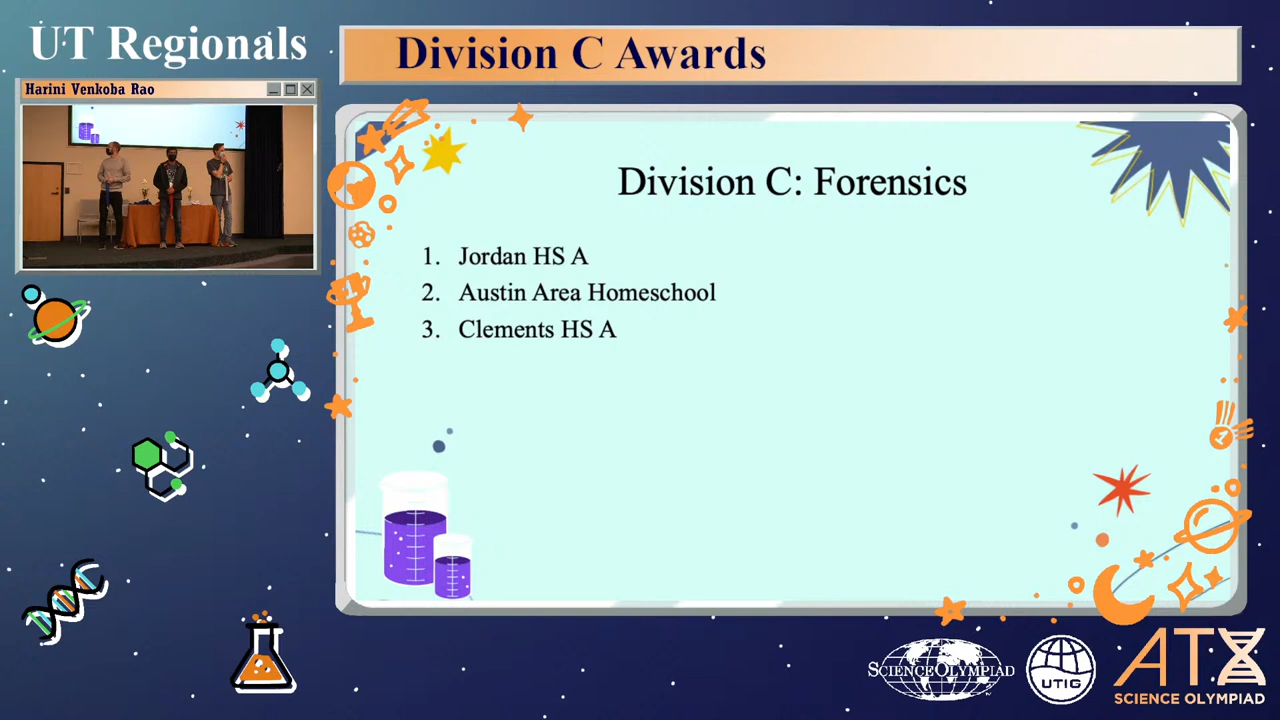 UT Regionals
Division C Awards
Harini Venkoba Rao
Division C: Forensics
1. Jordan HS A
2. Austin Area Homeschool
3. Clements HS A
1
SCIENCE OLYMPIAD
UTIG
ATX
SCIENCE OLYMPIAD